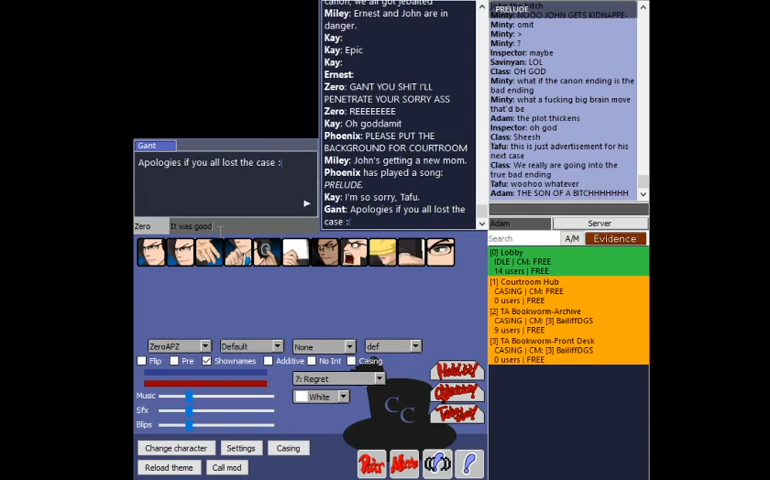 canon, we all got jebaited
Miley: Ernest and John are in
danger.
Kay:
Kay: Epic
Kay:
Ernest:
Zero: GANT YOU SHIT I'LL
PENETRATE YOUR SORRY ASS
Zero: REEEEEEEE
Kay: Oh goddamit
Phoenix: PLEASE PUT THE
BACKGROUND FOR COURTROOM
Miley: John's getting a new mom.
Phoenix has played a song:
PRELUDE.
Kay: I'm so sorry, Tafu.
Gant: Apologies if you all lost the
case :(
Gant
Apologies if you all lost the case :(
Zero
It was good
PRELUDE
Minty: NOOO JOHN GETS KIDNAPPE-
Minty: omit
Minty: >
Minty: ?
Inspector: maybe
Savinyan: LOL
Class: OH GOD
Minty: what if the canon ending is the
bad ending
Minty: what a fucking big brain move
that'd be
Adam: the plot thickens
Inspector: oh god
Class: Sheesh
Tafu: this is just advertisement for his
next case
Class: We really are going into the
true bad ending
Tafu: woohoo whatever
Adam: THE SON OF A BITCHHHHHHH
Adam
Server
Search
A/M
Evidence
[0] Lobby
IDLE | CM: FREE
14 users | FREE
[1] Courtroom Hub
CASING | CM: FREE
0 users | FREE
[2] TA Bookworm-Archive
CASING | CM: [3] BailiffDGS
9 users | FREE
[3] TA Bookworm-Front Desk
CASING | CM: [3] BailiffDGS
0 users | FREE
ZeroAPZ
Default
None
def
Flip
Pre
Shownames
Additive
No Int
Casing
7: Regret
White
Music
Sfx
Blips
Hold it!
Objection!
Take that!
CC
Change character
Settings
Casing
Reload theme
Call mod
Pair
Mute